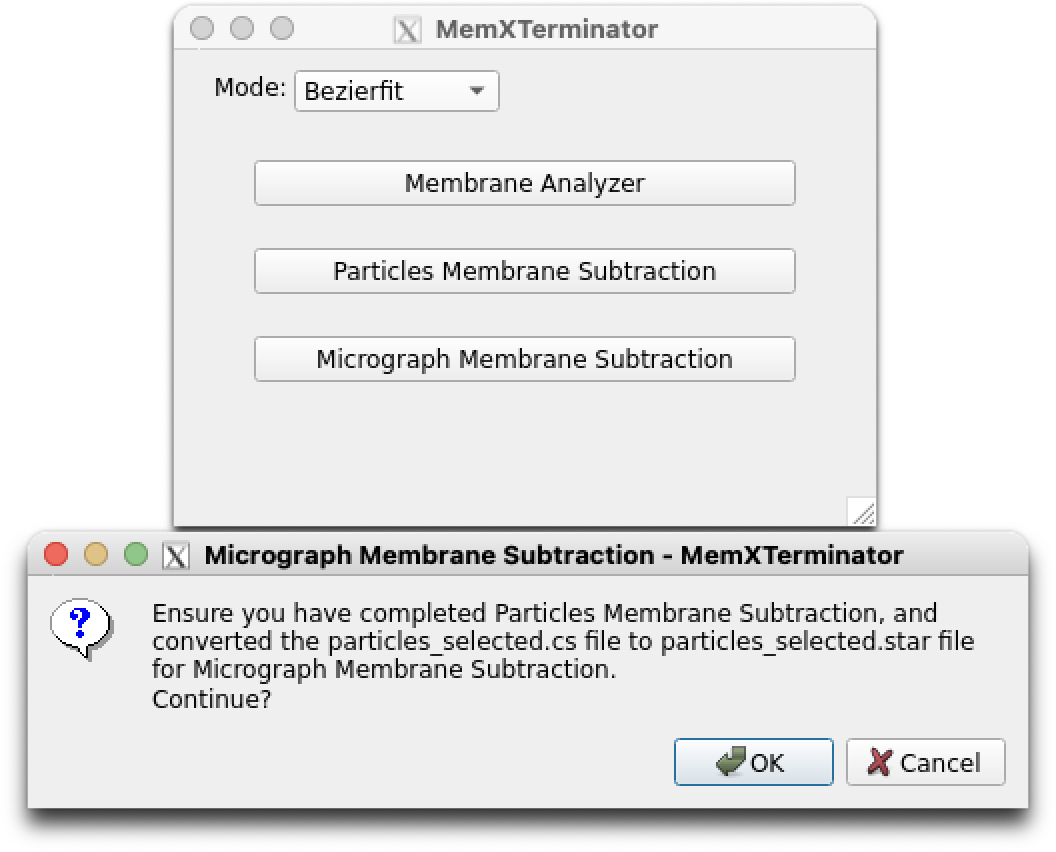 MemXTerminator
Mode: Bezierfit
Membrane Analyzer
Particles Membrane Subtraction
Micrograph Membrane Subtraction
Micrograph Membrane Subtraction - MemXTerminator
Ensure you have completed Particles Membrane Subtraction, and
converted the particles_selected.cs file to particles_selected.star file
for Micrograph Membrane Subtraction.
Continue?
OK Cancel